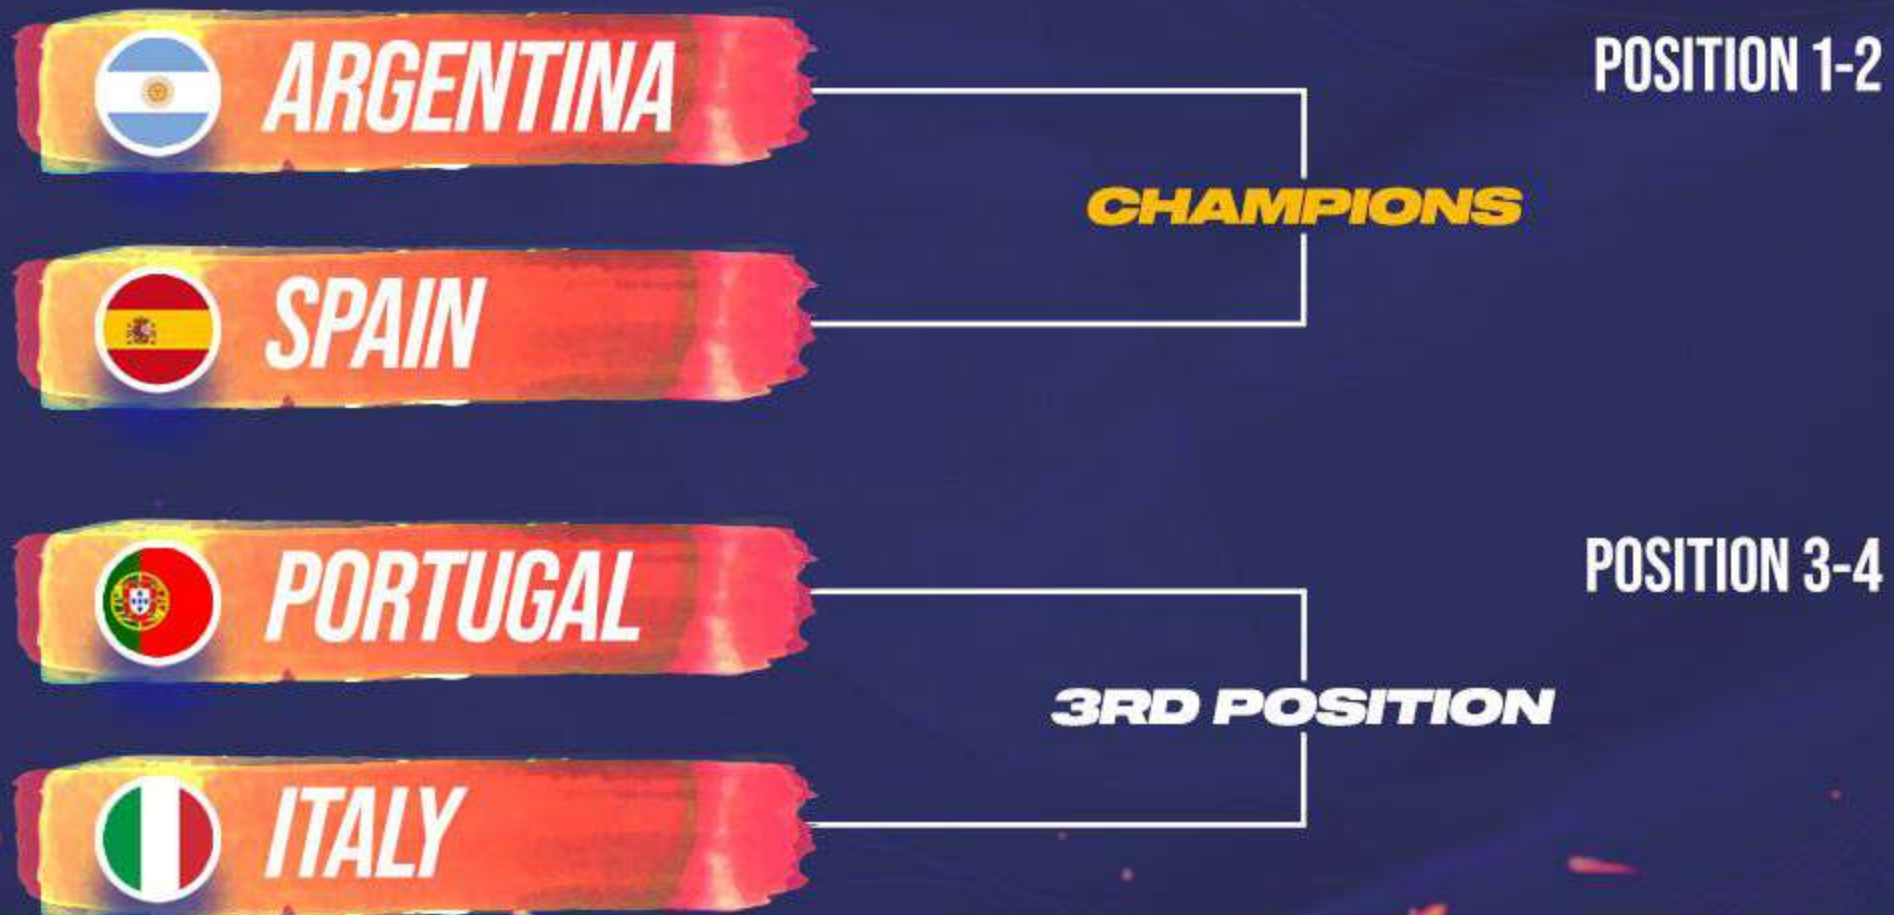 ARGENTINA
POSITION 1-2
CHAMPIONS
SPAIN
PORTUGAL
POSITION 3-4
3RD POSITION
ITALY